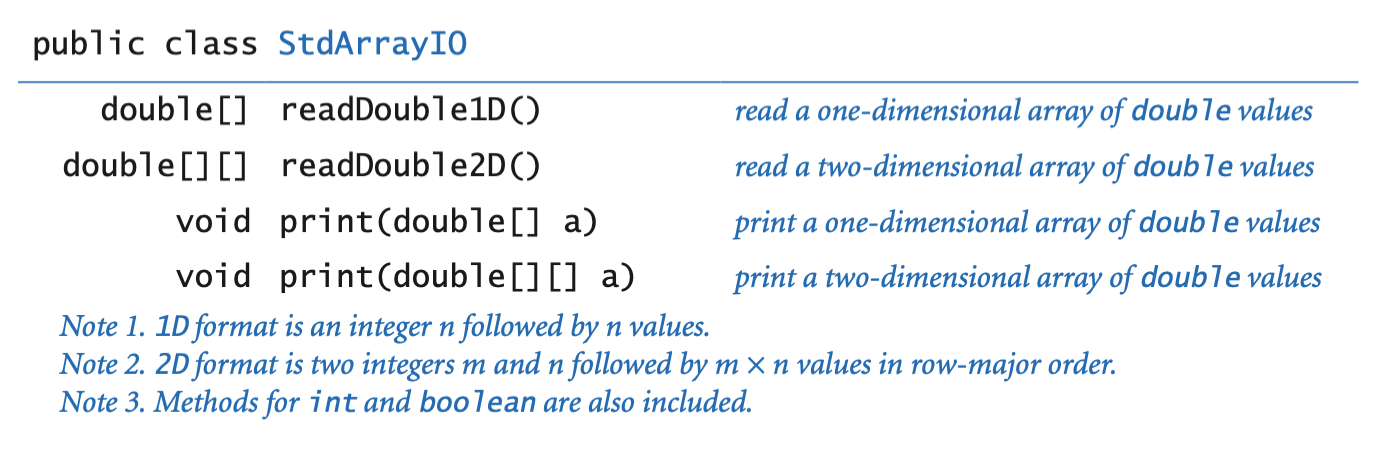 public class StdArrayIO
double[] readDouble1D() read a one-dimensional array of double values
double[][] readDouble2D() read a two-dimensional array of double values
void print(double[] a) print a one-dimensional array of double values
void print(double[][] a) print a two-dimensional array of double values
Note 1. 1D format is an integer n followed by n values.
Note 2. 2D format is two integers m and n followed by m × n values in row-major order.
Note 3. Methods for int and boolean are also included.